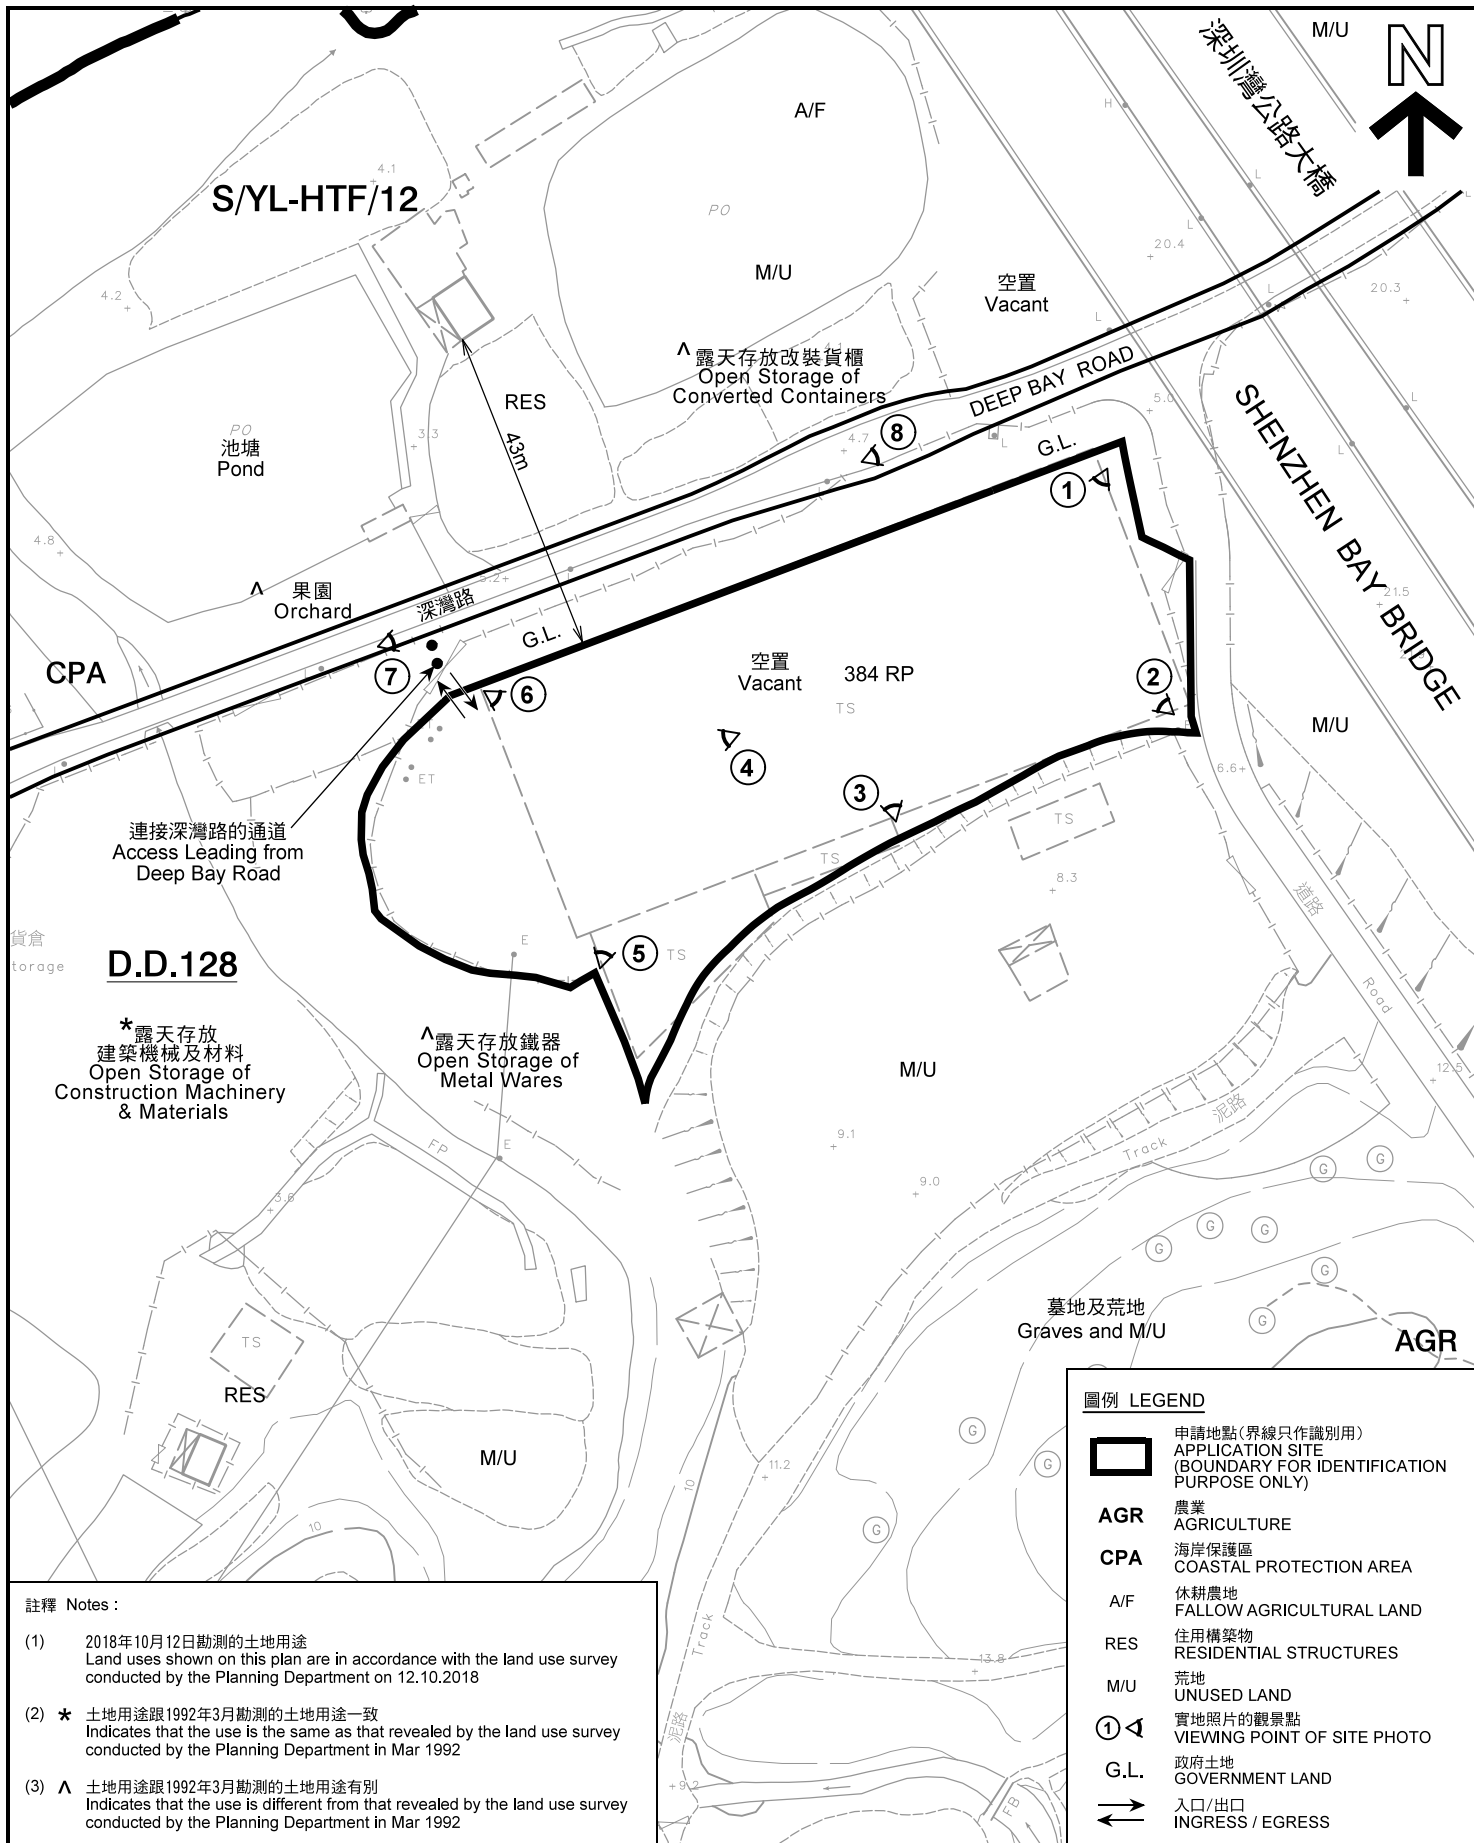 M/U
N
深圳灣公路大橋
A/F
H
L
4.1
S/YL-HTF/12
PO
L
L
20.4
M/U
空置
Vacant
4.2
20.3
L
L
^ 露天存放改裝貨櫃
4.1
Open Storage of
Converted Containers
DEEP BAY ROAD
RES
L
5.0
SHENZHEN BAY BRIDGE
PO
池塘
Pond
3.3
43m
4.7
8
L
G.L.
L
1
L
4.8
5.2
L
^ 果園
Orchard
深灣路
G.L.
21.5
CPA
7
L
空置
Vacant
384 RP
2
6
TS
M/U
4
L
ET
6.6
3
連接深灣路的通道
Access Leading from
Deep Bay Road
TS
TS
8.3
道路
貨倉
torage
D.D.128
E
5
TS
Road
* 露天存放
建築機械及材料
Open Storage of
Construction Machinery
& Materials
^ 露天存放鐵器
Open Storage of
Metal Wares
M/U
12.5
泥路
Track
FP
E
9.1
9.0
G
G
3.6
G
G
G
G
墓地及荒地
Graves and M/U
G
AGR
TS
RES
M/U
G
G
11.2
10
G
10
Track
泥路
13.8
+9.2
FB
圖例 LEGEND
申請地點(界線只作識別用)
APPLICATION SITE
(BOUNDARY FOR IDENTIFICATION
PURPOSE ONLY)
AGR 農業
AGRICULTURE
CPA 海岸保護區
COASTAL PROTECTION AREA
A/F 休耕農地
FALLOW AGRICULTURAL LAND
RES 住用構築物
RESIDENTIAL STRUCTURES
M/U 荒地
UNUSED LAND
1 實地照片的觀景點
VIEWING POINT OF SITE PHOTO
G.L. 政府土地
GOVERNMENT LAND
入口/出口
INGRESS / EGRESS
註釋 Notes :
(1) 2018年10月12日勘測的土地用途
Land uses shown on this plan are in accordance with the land use survey
conducted by the Planning Department on 12.10.2018
(2) * 土地用途跟1992年3月勘測的土地用途一致
Indicates that the use is the same as that revealed by the land use survey
conducted by the Planning Department in Mar 1992
(3) ^ 土地用途跟1992年3月勘測的土地用途有別
Indicates that the use is different from that revealed by the land use survey
conducted by the Planning Department in Mar 1992